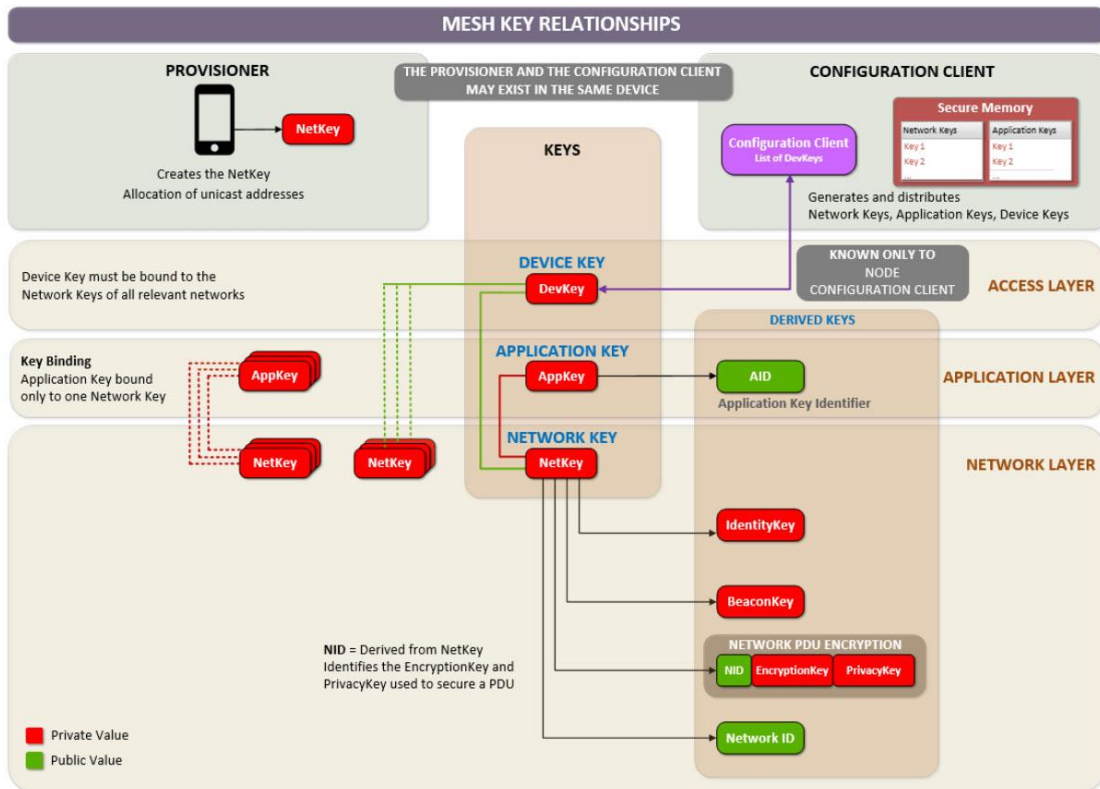 MESH KEY RELATIONSHIPS
PROVISIONER
NetKey
Creates the NetKey
Allocation of unicast addresses
THE PROVISIONER AND THE CONFIGURATION CLIENT
MAY EXIST IN THE SAME DEVICE
CONFIGURATION CLIENT
Configuration Client
List of DevKeys
Secure Memory
Network Keys
Key 1
Key 2
...
Application Keys
Key 1
Key 2
...
Generates and distributes
Network Keys, Application Keys, Device Keys
KEYS
Device Key must be bound to the
Network Keys of all relevant networks
DEVICE KEY
DevKey
KNOWN ONLY TO
NODE
CONFIGURATION CLIENT
ACCESS LAYER
DERIVED KEYS
Key Binding
Application Key bound
only to one Network Key
AppKey
APPLICATION KEY
AppKey
AID
Application Key Identifier
APPLICATION LAYER
NetKey
NetKey
NETWORK KEY
NetKey
NETWORK LAYER
IdentityKey
BeaconKey
NID = Derived from NetKey
Identifies the EncryptionKey and
PrivacyKey used to secure a PDU
NETWORK PDU ENCRYPTION
NID
EncryptionKey
PrivacyKey
Network ID
Private Value
Public Value